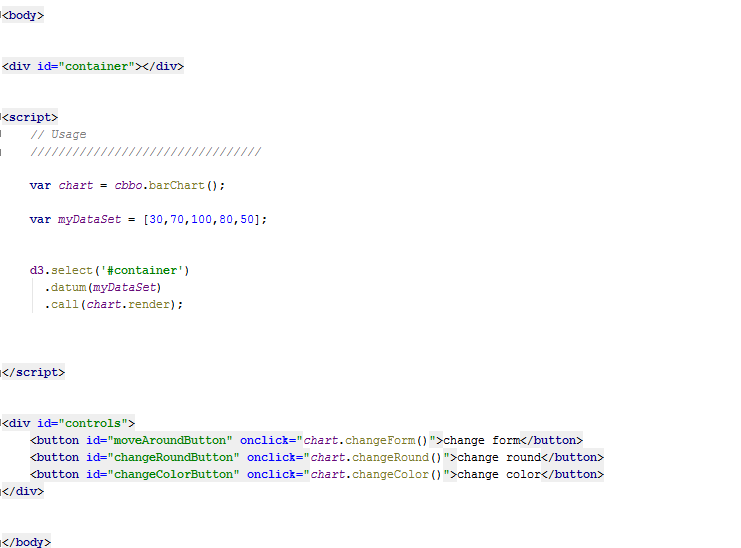 <body>
<div id="container"></div>
<script>
// Usage
/////////////////////////////////
var chart = cbbo.barChart();
var myDataSet = [30,70,100,80,50];
d3.select('#container')
.datum(myDataSet)
.call(chart.render);
</script>
<div id="controls">
<button id="moveAroundButton" onclick="chart.changeForm()">change form</button>
<button id="changeRoundButton" onclick="chart.changeRound()">change round</button>
<button id="changeColorButton" onclick="chart.changeColor()">change color</button>
</div>
</body>